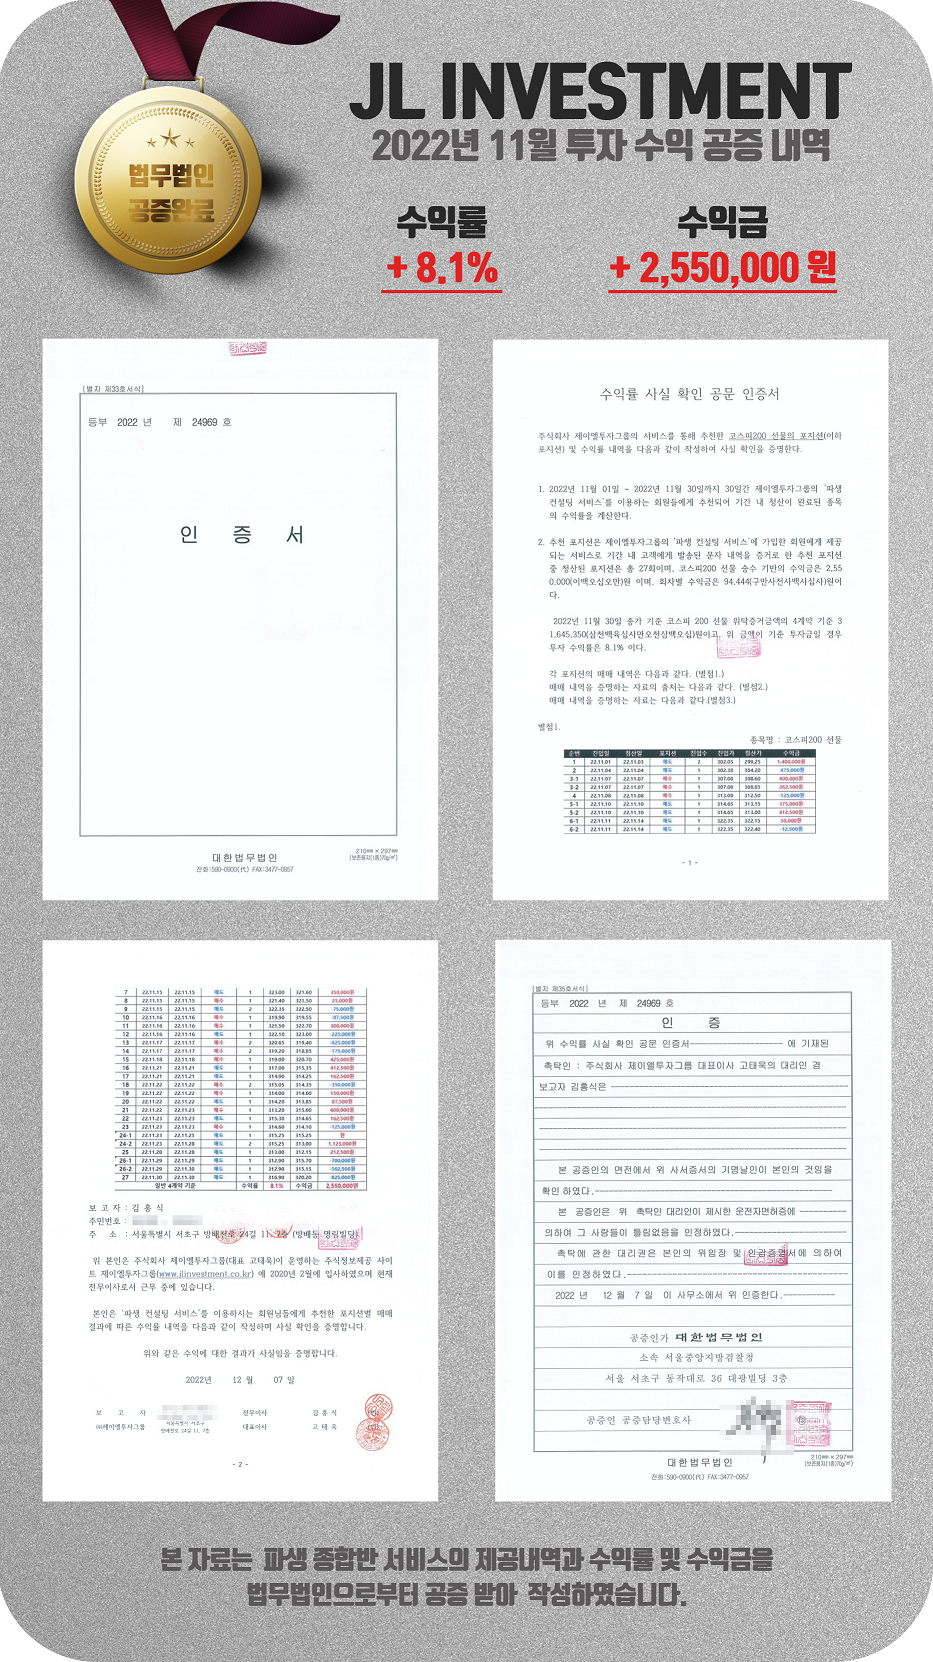 JL INVESTMENT
2022년 11월 투자 수익 공증 내역
법무법인
공증완료
수익률
+ 8.1%
수익금
+ 2,550,000 원
[별지 제33호서식]
등부 2022 년 제 24969 호
인 증 서
대한법무법인
전화:590-0900(代) FAX:3477-0957
210㎜ × 297㎜
(보존용지(1종)70g/㎡)
수익률 사실 확인 공문 인증서
주식회사 제이엘투자그룹의 서비스를 통해 추천한 코스피200 선물의 포지션(이하
포지션) 및 수익률 내역을 다음과 같이 작성하여 사실 확인을 증명한다.
1. 2022년 11월 01일 - 2022년 11월 30일까지 30일간 제이엘투자그룹의 '파생
컨설팅 서비스'를 이용하는 회원들에게 추천되어 기간 내 청산이 완료된 종목
의 수익률을 계산한다.
2. 추천 포지션은 제이엘투자그룹의 '파생 컨설팅 서비스'에 가입한 회원에게 제공
되는 서비스로 기간 내 고객에게 발송된 문자 내역을 증거로 한 추천 포지션
중 청산된 포지션은 총 27회이며, 코스피200 선물 승수 기반의 수익금은 2,55
0,000(이백오십오만)원 이며, 회차별 수익금은 94,444(구만사천사백사십사)원이
다.
2022년 11월 30일 종가 기준 코스피 200 선물 위탁증거금액의 4계약 기준 3
1,645,350(삼천백육십사만오천삼백오십)원이고, 위 금액이 기준 투자금일 경우
투자 수익률은 8.1% 이다.
각 포지션의 매매 내역은 다음과 같다. (별첨1.)
매매 내역을 증명하는 자료의 출처는 다음과 같다. (별첨2.)
매매 내역을 증명하는 자료는 다음과 같다.(별첨3.)
별첨1.
종목명 : 코스피200 선물
순번 진입일 청산일 포지션 진입수 진입가 청산가 수익금
1 22.11.01 22.11.03 매도 2 302.05 299.25 1,400,000원
2 22.11.04 22.11.04 매도 1 302.30 304.20 -475,000원
3-1 22.11.07 22.11.07 매수 1 307.00 308.60 400,000원
3-2 22.11.07 22.11.07 매수 1 307.00 308.05 262,500원
4 22.11.08 22.11.08 매수 1 313.00 312.50 -125,000원
5-1 22.11.10 22.11.10 매도 1 314.65 313.15 375,000원
5-2 22.11.10 22.11.10 매도 1 314.65 313.00 412,500원
6-1 22.11.11 22.11.14 매도 1 322.35 322.15 50,000원
6-2 22.11.11 22.11.14 매도 1 322.35 322.40 -12,500원
- 1 -
7 22.11.15 22.11.15 매도 1 323.00 321.60 350,000원
8 22.11.15 22.11.15 매수 1 321.40 321.50 25,000원
9 22.11.15 22.11.15 매도 2 322.35 322.50 -75,000원
10 22.11.16 22.11.16 매수 1 319.90 319.55 -87,500원
11 22.11.16 22.11.16 매수 1 321.50 322.70 300,000원
12 22.11.16 22.11.16 매도 1 322.10 323.00 -225,000원
13 22.11.17 22.11.17 매수 2 320.65 319.40 -625,000원
14 22.11.17 22.11.17 매수 2 319.20 318.85 -175,000원
15 22.11.18 22.11.18 매수 1 319.00 320.70 425,000원
16 22.11.21 22.11.21 매도 1 317.00 315.35 412,500원
17 22.11.21 22.11.21 매도 1 314.90 314.25 162,500원
18 22.11.22 22.11.22 매수 2 315.05 314.35 -350,000원
19 22.11.22 22.11.22 매수 1 314.00 314.60 150,000원
20 22.11.22 22.11.22 매도 1 314.20 313.85 87,500원
21 22.11.22 22.11.23 매수 1 313.20 315.60 600,000원
22 22.11.23 22.11.23 매도 1 315.30 314.65 162,500원
23 22.11.23 22.11.23 매수 1 314.60 314.10 -125,000원
24-1 22.11.23 22.11.25 매도 1 315.25 315.25 원
24-2 22.11.23 22.11.28 매도 2 315.25 313.00 1,125,000원
25 22.11.28 22.11.28 매도 1 313.00 312.15 212,500원
26-1 22.11.29 22.11.29 매도 1 312.90 315.70 -700,000원
26-2 22.11.29 22.11.30 매도 1 312.90 315.15 -562,500원
27 22.11.30 22.11.30 매도 1 316.90 320.20 -825,000원
일반 4계약 기준 수익률 8.1% 수익금 2,550,000원
보 고 자 : 김 홍 식
주민번호 :
주 소 : 서울특별시 서초구 방배천로 24길 11, 7층 (방배동, 명림빌딩)
위 본인은 주식회사 제이엘투자그룹(대표 고태욱)이 운영하는 주식정보제공 사이
트 제이엘투자그룹(www.jlinvestment.co.kr) 에 2020년 2월에 입사하였으며 현재
전무이사로서 근무 중에 있습니다.
본인은 '파생 컨설팅 서비스'를 이용하시는 회원님들에게 추천한 포지션별 매매
결과에 따른 수익률 내역을 다음과 같이 작성하며 사실 확인을 증명합니다.
위와 같은 수익에 대한 결과가 사실임을 증명합니다.
2022년 12 월 07 일
보 고 자 전무이사 김 홍 식
㈜제이엘투자그룹 서울특별시 서초구 방배천로 24길 11, 7층 대표이사 고 태 욱
- 2 -
[별지 제35호서식]
등부 2022 년 제 24969 호
인 증
위 수익률 사실 확인 공문 인증서-------------------- 에 기재된
촉탁인 : 주식회사 제이엘투자그룹 대표이사 고태욱의 대리인 겸
보고자 김홍식은 --------------------
본 공증인의 면전에서 위 사서증서의 기명날인이 본인의 것임을
확인 하였다.--------------------
본 공증인은 위 촉탁인 대리인이 제시한 운전자면허증에 ----------
의하여 그 사람들이 틀림없음을 인정하였다.--------------------
촉탁에 관한 대리권은 본인의 위임장 및 인감증명서에 의하여
이를 인정하였다.--------------------
2022 년 12 월 7 일 이 사무소에서 위 인증한다.----------
공증인가 대한법무법인
소속 서울중앙지방검찰청
서울 서초구 동작대로 36 대광빌딩 3층
공증인 공증담당변호사
대한법무법인
전화:590-0900(代) FAX:3477-0957
210㎜ × 297㎜
(보존용지(1종)70g/㎡)
본 자료는 파생 종합반 서비스의 제공내역과 수익률 및 수익금을
법무법인으로부터 공증 받아 작성하였습니다.